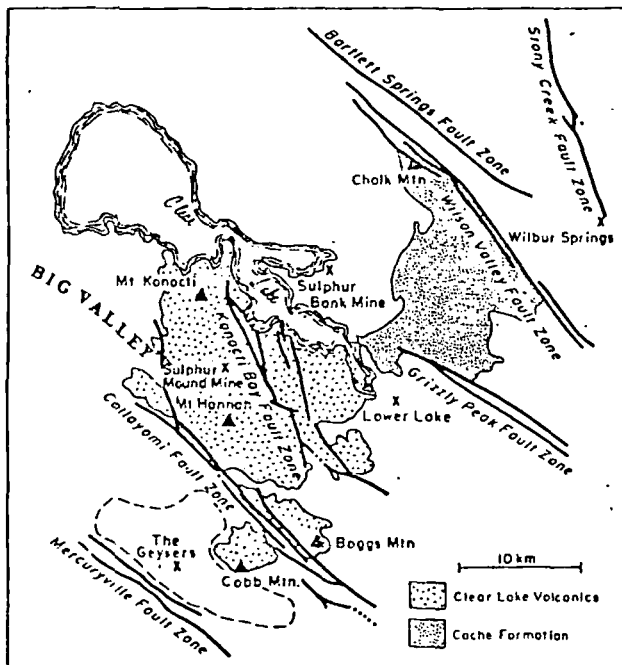 Bartlett Springs Fault Zone
Stony Creek Fault Zone
Chalk Mtn.
Wilson Valley Fault Zone
Wilbur Springs
Clear
Lake
Mt. Konocti
Sulphur
Bank Mine
BIG VALLEY
Konocti Bay Fault Zone
Sulphur
Mound Mine
Mt Hannah
Lower Lake
Grizzly Peak Fault Zone
Collayomi Fault Zone
The
Geysers
Boggs Mtn.
Cobb Mtn.
Mercuryville Fault Zone
10 km
Clear Lake Volcanics
Cache Formation